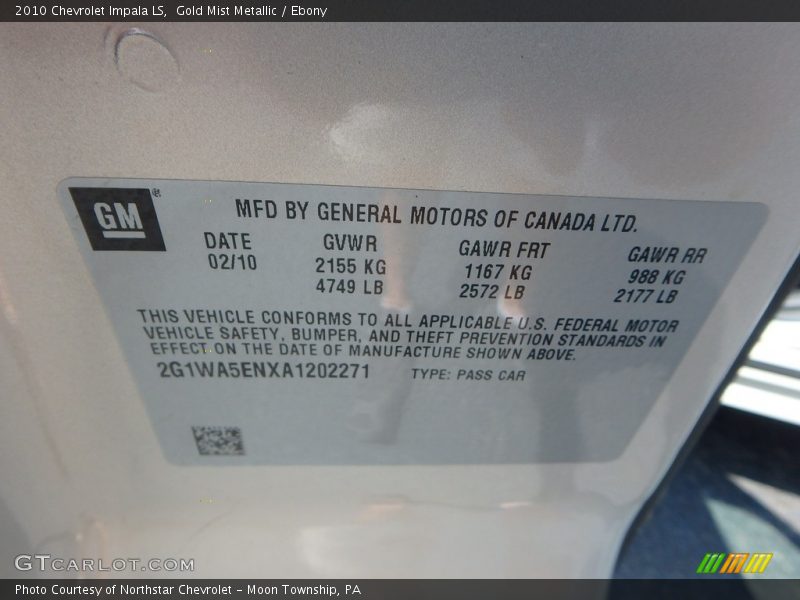 2010 Chevrolet Impala LS,  Gold Mist Metallic / Ebony
GM®
MFD BY GENERAL MOTORS OF CANADA LTD.
DATE GVWR GAWR FRT GAWR RR
02/10 2155 KG 1167 KG 988 KG
4749 LB 2572 LB 2177 LB
THIS VEHICLE CONFORMS TO ALL APPLICABLE U.S. FEDERAL MOTOR
VEHICLE SAFETY, BUMPER, AND THEFT PREVENTION STANDARDS IN
EFFECT ON THE DATE OF MANUFACTURE SHOWN ABOVE.
2G1WA5ENXA1202271 TYPE: PASS CAR
GTCARLOT.COM
Photo Courtesy of Northstar Chevrolet - Moon Township, PA